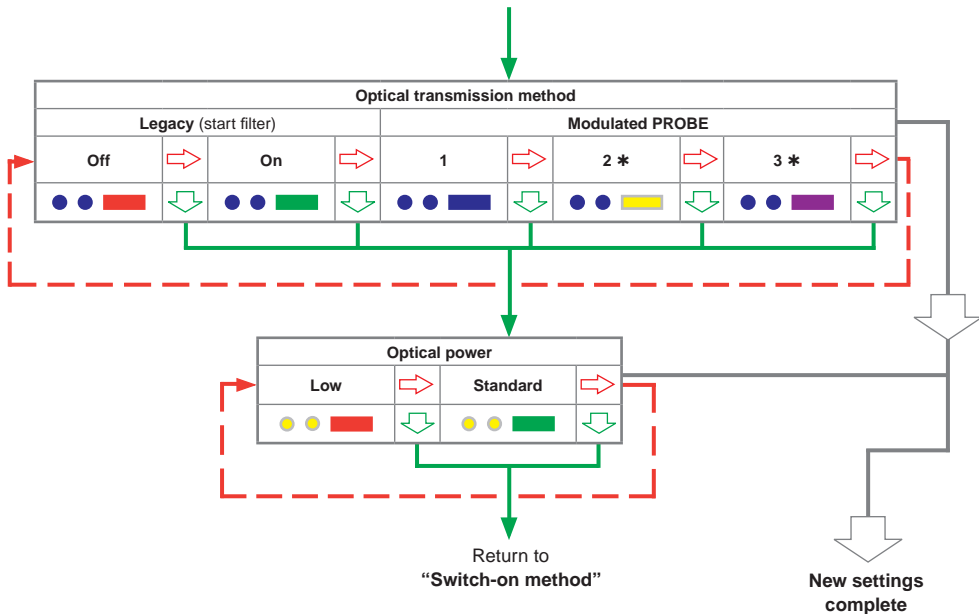 Optical transmission method
Legacy (start filter) Modulated PROBE
Off On 1 2 ✱ 3 ✱
Optical power
Low Standard
Return to
“Switch-on method”
New settings
complete